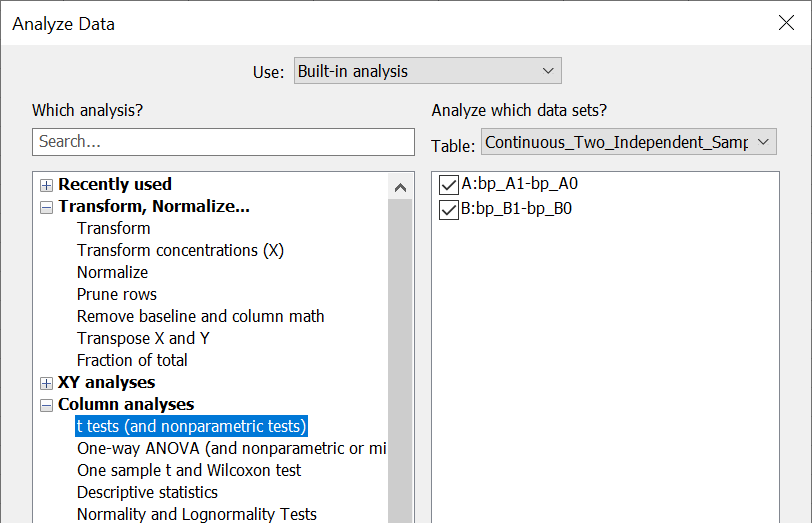 Analyze Data
Use: Built-in analysis
Which analysis?
Search...
Recently used
Transform, Normalize...
Transform
Transform concentrations (X)
Normalize
Prune rows
Remove baseline and column math
Transpose X and Y
Fraction of total
XY analyses
Column analyses
t tests (and nonparametric tests)
One-way ANOVA (and nonparametric or mi
One sample t and Wilcoxon test
Descriptive statistics
Normality and Lognormality Tests
Analyze which data sets?
Table: Continuous_Two_Independent_Samp
A:bp_A1-bp_A0
B:bp_B1-bp_B0